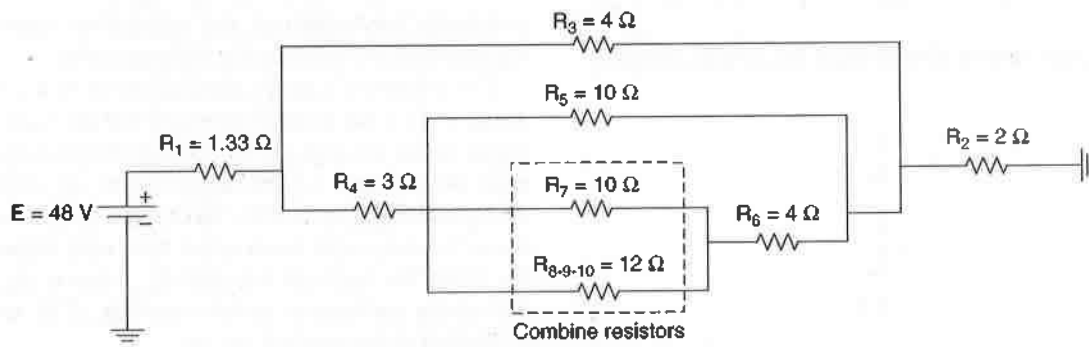 R3 = 4 Ω
R5 = 10 Ω
R1 = 1.33 Ω
R2 = 2 Ω
R4 = 3 Ω
R7 = 10 Ω
+
E = 48 V
−
R6 = 4 Ω
R8-9-10 = 12 Ω
Combine resistors